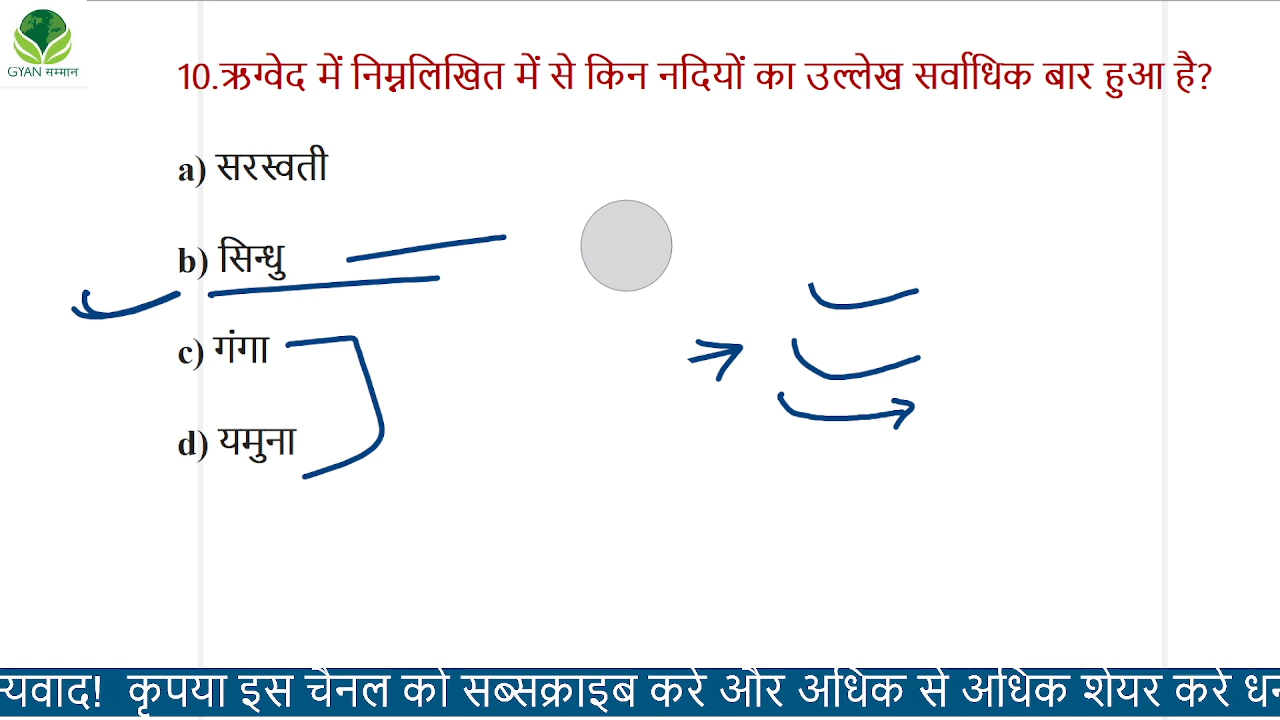 GYAN सम्मान
10.ऋग्वेद में निम्नलिखित में से किन नदियों का उल्लेख सर्वाधिक बार हुआ है?
a) सरस्वती
b) सिन्धु
c) गंगा
d) यमुना
न्यवाद! कृपया इस चैनल को सब्सक्राइब करे और अधिक से अधिक शेयर करे धन